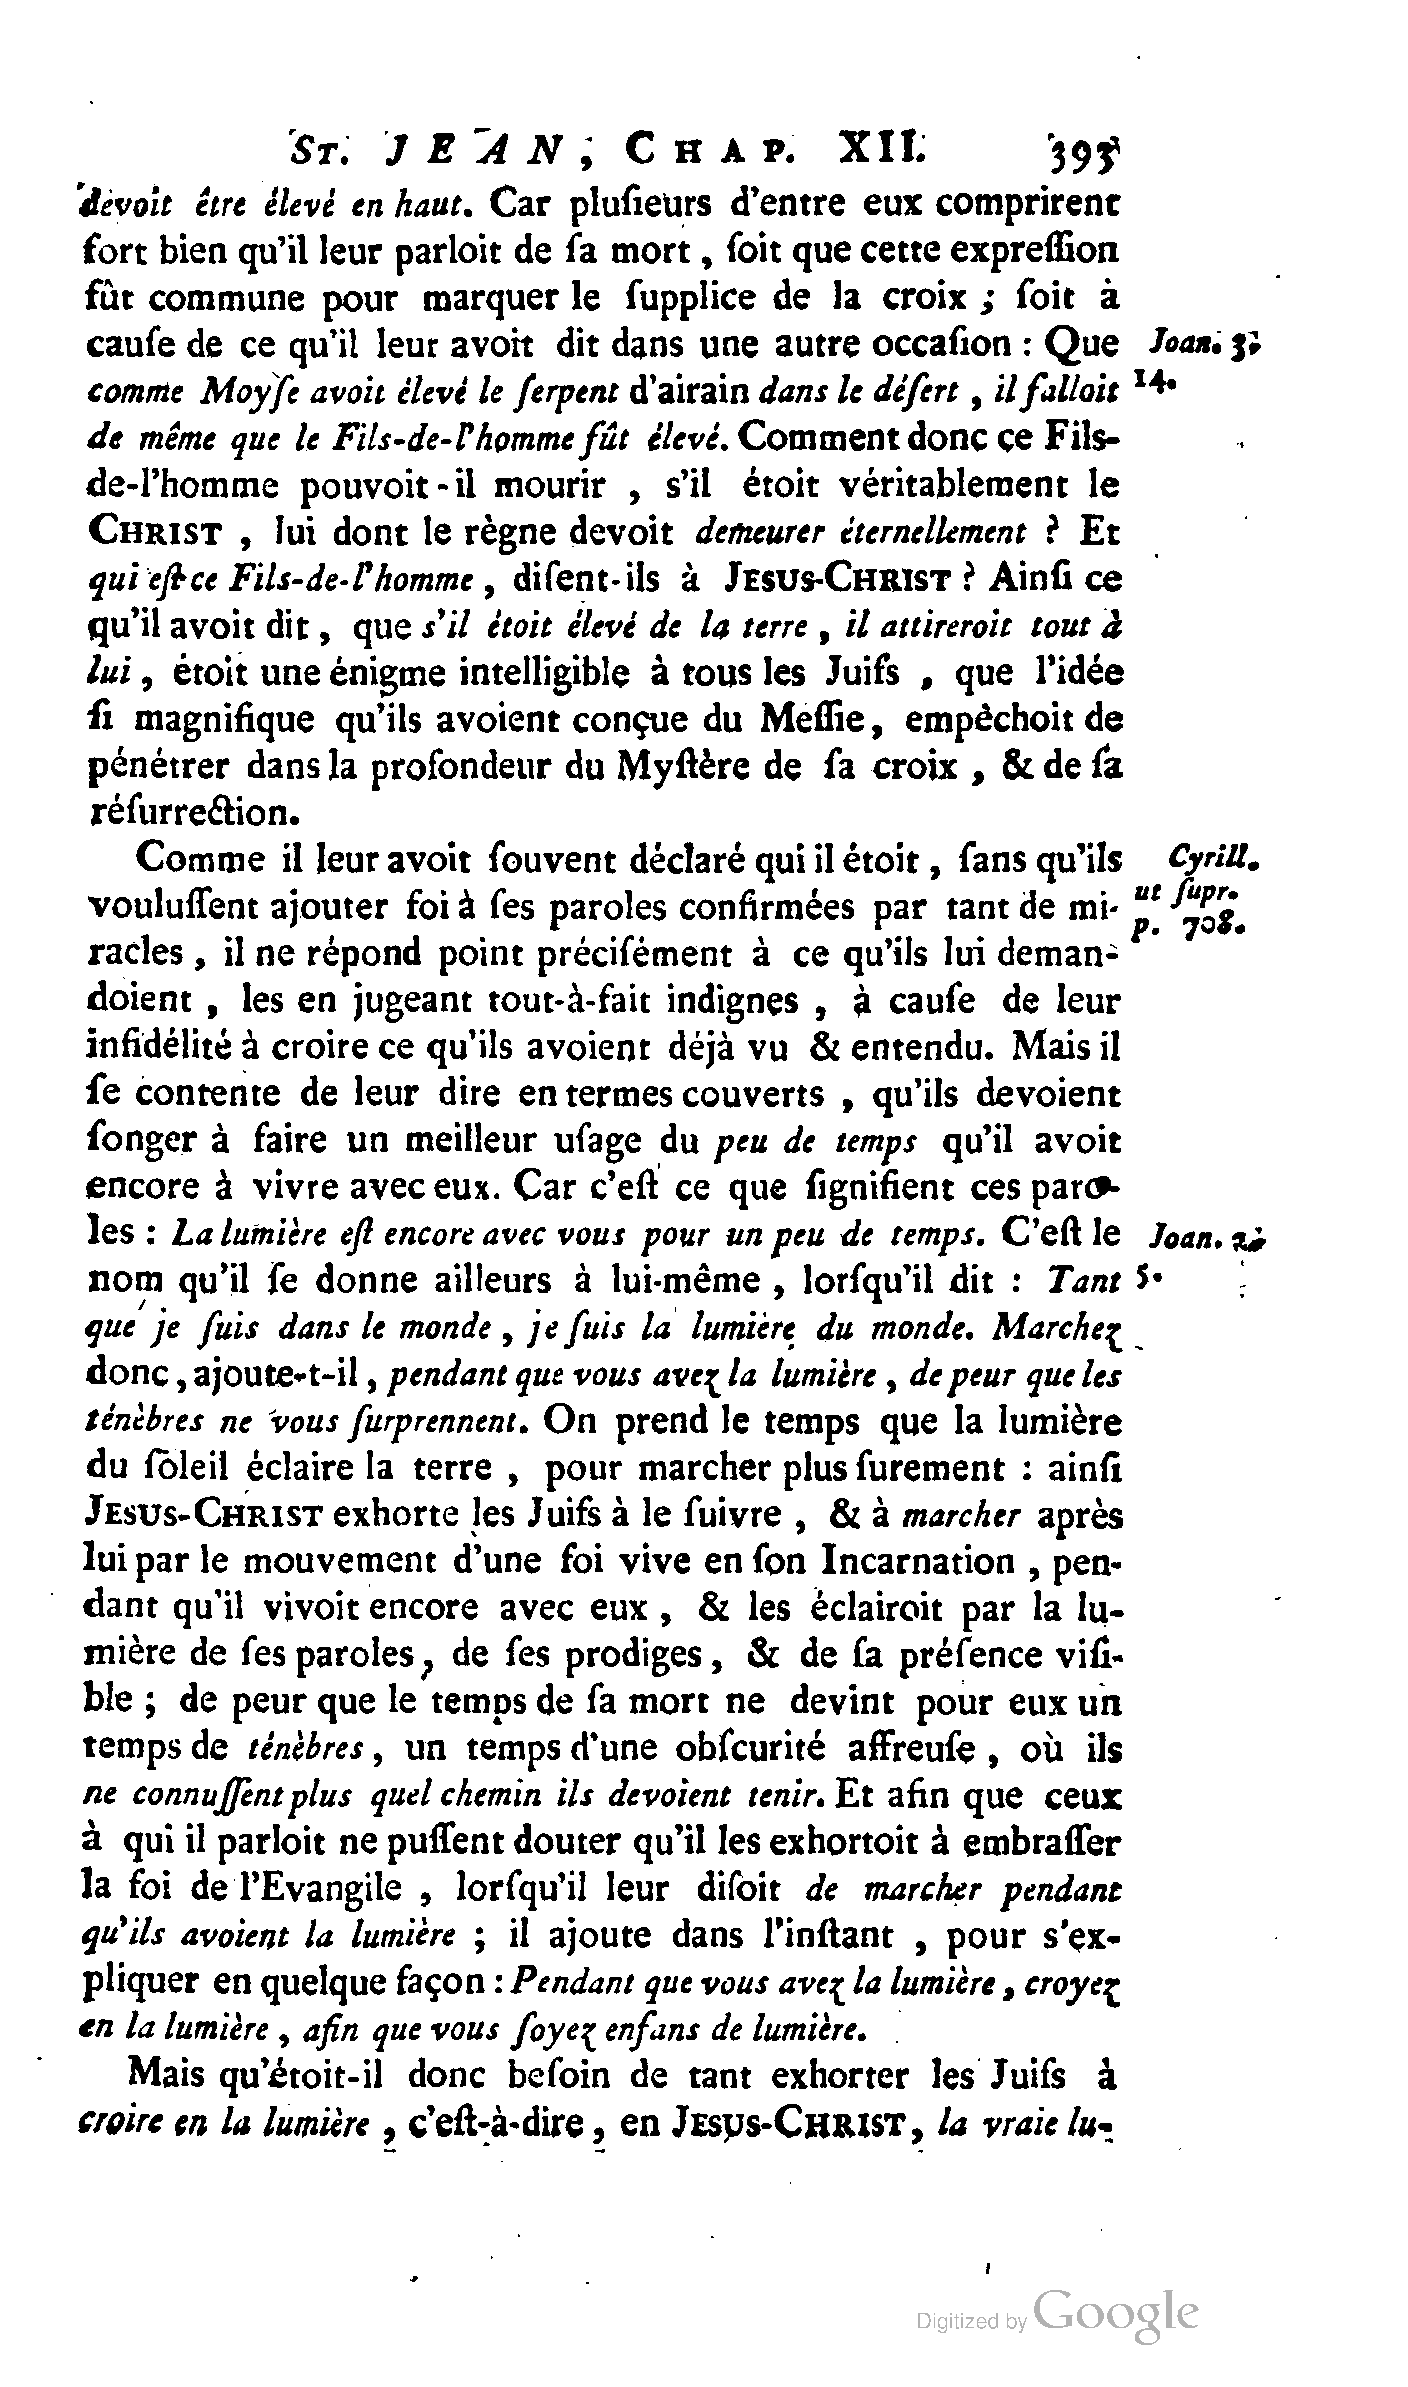 ST. JEAN, CHAP. XII. 395
devoit être élevé en haut. Car pluſieurs d'entre eux comprirent
fort bien qu'il leur parloit de ſa mort, ſoit que cette expreſſion
fût commune pour marquer le ſupplice de la croix ; ſoit à
cauſe de ce qu'il leur avoit dit dans une autre occaſion : Que
Joan. 3.
14.
comme Moyſe avoit élevé le ſerpent d'airain dans le déſert, il falloit
de même que le Fils-de-l'homme fût élevé. Comment donc ce Fils-
de-l'homme pouvoit-il mourir, s'il étoit véritablement le
CHRIST, lui dont le règne devoit demeurer éternellement ? Et
qui eſt ce Fils-de-l'homme, diſent-ils à JESUS-CHRIST ? Ainſi ce
qu'il avoit dit, que s'il étoit élevé de la terre, il attireroit tout à
lui, étoit une énigme intelligible à tous les Juifs, que l'idée
ſi magnifique qu'ils avoient conçue du Meſſie, empêchoit de
pénétrer dans la profondeur du Myſtère de ſa croix, & de ſa
réſurrection.
Comme il leur avoit ſouvent déclaré qui il étoit, ſans qu'ils
Cyrill.
ut ſupr.
p. 708.
vouluſſent ajouter foi à ſes paroles confirmées par tant de mi-
racles, il ne répond point préciſément à ce qu'ils lui deman-
doient, les en jugeant tout-à-fait indignes, à cauſe de leur
infidélité à croire ce qu'ils avoient déjà vu & entendu. Mais il
ſe contente de leur dire en termes couverts, qu'ils devoient
ſonger à faire un meilleur uſage du peu de temps qu'il avoit
encore à vivre avec eux. Car c'eſt ce que ſignifient ces paro-
les : La lumière eſt encore avec vous pour un peu de temps. C'eſt le
Joan.
5.
nom qu'il ſe donne ailleurs à lui-même, lorſqu'il dit : Tant
que je ſuis dans le monde, je ſuis la lumière du monde. Marchez
donc, ajoute-t-il, pendant que vous avez la lumière, de peur que les
ténèbres ne vous ſurprennent. On prend le temps que la lumière
du ſoleil éclaire la terre, pour marcher plus ſurement : ainſi
JESUS-CHRIST exhorte les Juifs à le ſuivre, & à marcher après
lui par le mouvement d'une foi vive en ſon Incarnation, pen-
dant qu'il vivoit encore avec eux, & les éclairoit par la lu-
mière de ſes paroles, de ſes prodiges, & de ſa préſence viſi-
ble ; de peur que le temps de ſa mort ne devint pour eux un
temps de ténèbres, un temps d'une obſcurité affreuſe, où ils
ne connuſſent plus quel chemin ils devoient tenir. Et afin que ceux
à qui il parloit ne puſſent douter qu'il les exhortoit à embraſſer
la foi de l'Evangile, lorſqu'il leur diſoit de marcher pendant
qu'ils avoient la lumière ; il ajoute dans l'inſtant, pour s'ex-
pliquer en quelque façon : Pendant que vous avez la lumière, croyez
en la lumière, afin que vous ſoyez enfans de lumière.
Mais qu'étoit-il donc beſoin de tant exhorter les Juifs à
croire en la lumière, c'eſt-à-dire, en JESUS-CHRIST, la vraie lu-
Digitized by Google